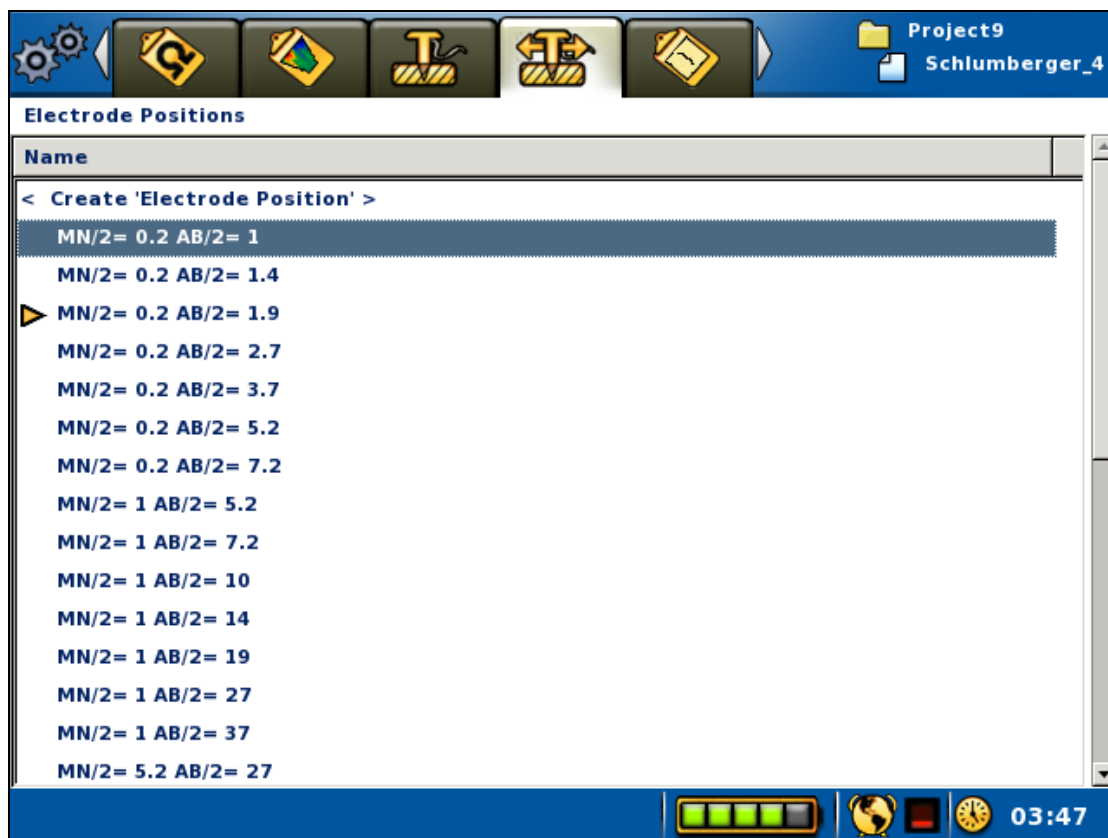 Project9
Schlumberger_4
Electrode Positions
Name
< Create 'Electrode Position' >
MN/2= 0.2 AB/2= 1
MN/2= 0.2 AB/2= 1.4
MN/2= 0.2 AB/2= 1.9
MN/2= 0.2 AB/2= 2.7
MN/2= 0.2 AB/2= 3.7
MN/2= 0.2 AB/2= 5.2
MN/2= 0.2 AB/2= 7.2
MN/2= 1 AB/2= 5.2
MN/2= 1 AB/2= 7.2
MN/2= 1 AB/2= 10
MN/2= 1 AB/2= 14
MN/2= 1 AB/2= 19
MN/2= 1 AB/2= 27
MN/2= 1 AB/2= 37
MN/2= 5.2 AB/2= 27
03:47